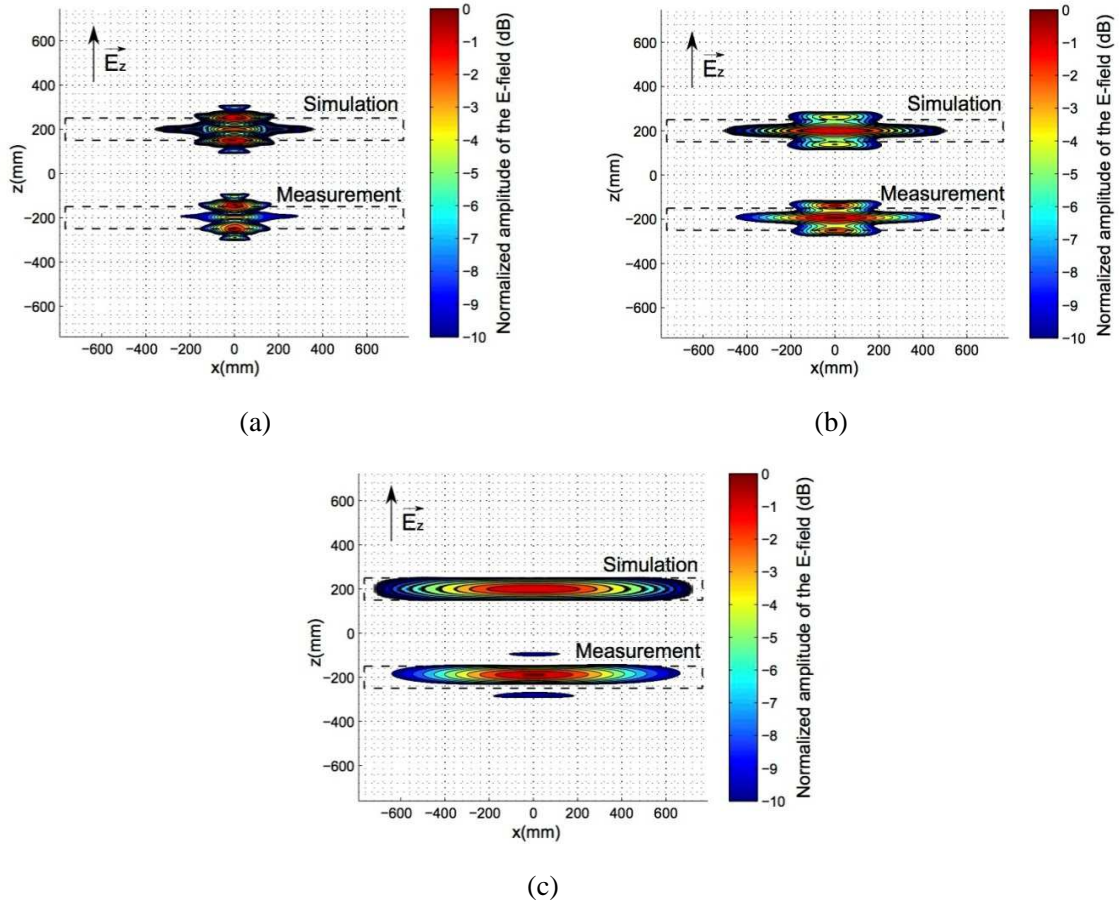 600
400
200
0
−200
−400
−600
z(mm)
E_z
Simulation
Measurement
−600 −400 −200 0 200 400 600
x(mm)
0
−1
−2
−3
−4
−5
−6
−7
−8
−9
−10
Normalized amplitude of the E-field (dB)
(a)
600
400
200
0
−200
−400
−600
z(mm)
E_z
Simulation
Measurement
−600 −400 −200 0 200 400 600
x(mm)
0
−1
−2
−3
−4
−5
−6
−7
−8
−9
−10
Normalized amplitude of the E-field (dB)
(b)
600
400
200
0
−200
−400
−600
z(mm)
E_z
Simulation
Measurement
−600 −400 −200 0 200 400 600
x(mm)
0
−1
−2
−3
−4
−5
−6
−7
−8
−9
−10
Normalized amplitude of the E-field (dB)
(c)